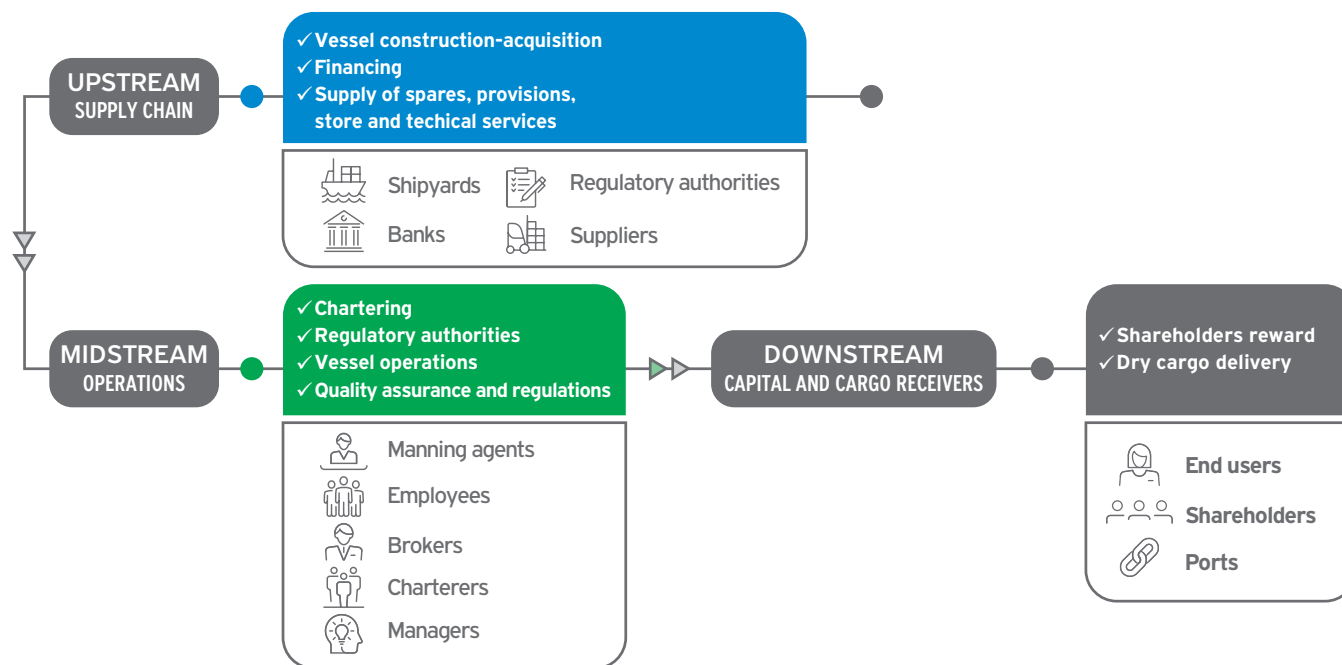 UPSTREAM
SUPPLY CHAIN
✓ Vessel construction-acquisition
✓ Financing
✓ Supply of spares, provisions,
store and techical services
Shipyards
Regulatory authorities
Banks
Suppliers
MIDSTREAM
OPERATIONS
✓ Chartering
✓ Regulatory authorities
✓ Vessel operations
✓ Quality assurance and regulations
Manning agents
Employees
Brokers
Charterers
Managers
DOWNSTREAM
CAPITAL AND CARGO RECEIVERS
✓ Shareholders reward
✓ Dry cargo delivery
End users
Shareholders
Ports